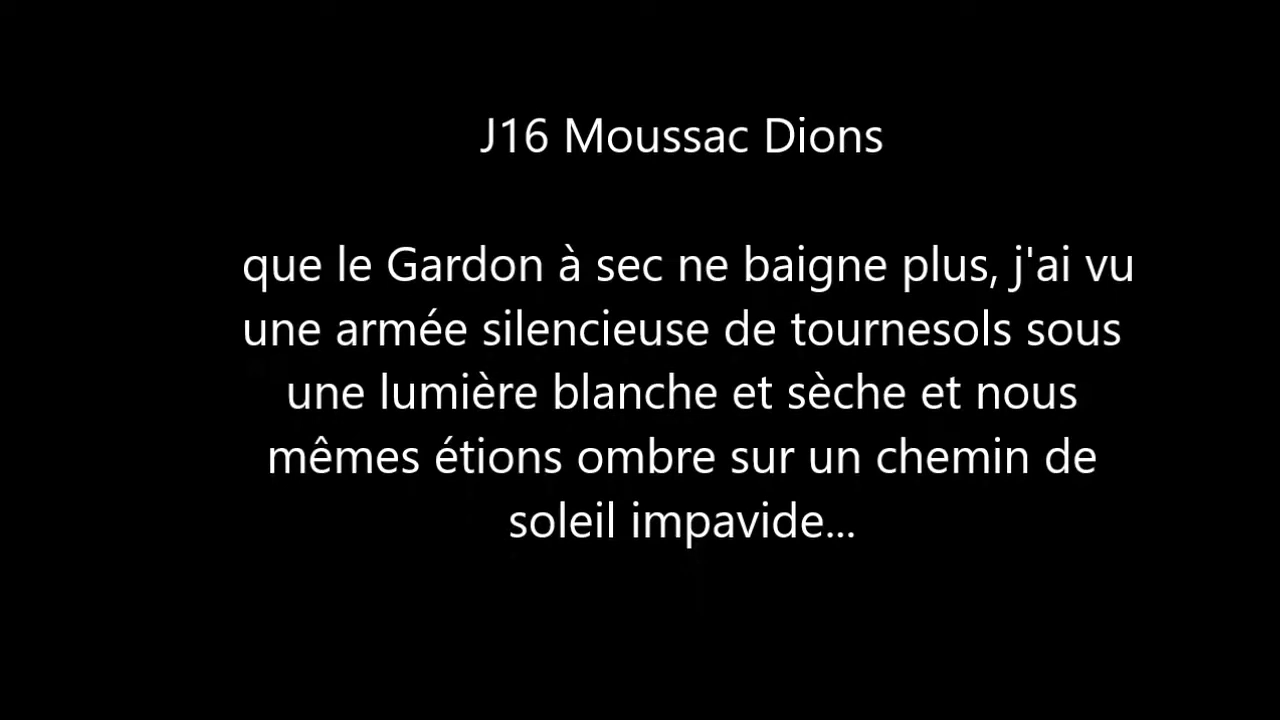 J16 Moussac Dions
que le Gardon à sec ne baigne plus, j'ai vu
une armée silencieuse de tournesols sous
une lumière blanche et sèche et nous
mêmes étions ombre sur un chemin de
soleil impavide...